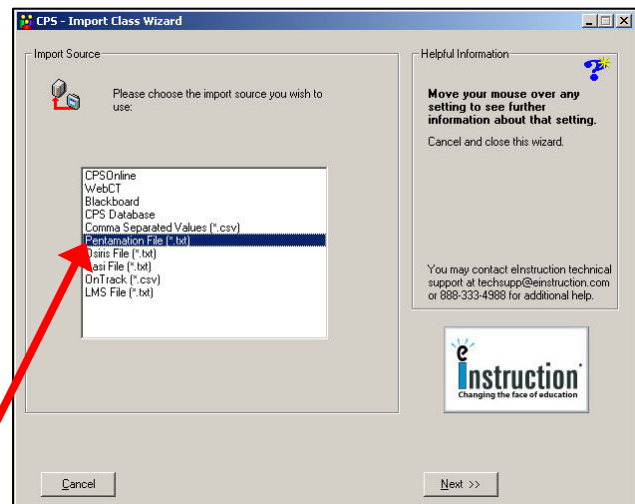 CPS - Import Class Wizard
Import Source
Please choose the import source you wish to
use:
CPSOnline
WebCT
Blackboard
CPS Database
Comma Separated Values (*.csv)
Pentamation File (*.txt)
Osiris File (*.txt)
Sasi File (*.txt)
OnTrack (*.csv)
LMS File (*.txt)
Cancel
Helpful Information
Move your mouse over any
setting to see further
information about that setting.
Cancel and close this wizard.
You may contact eInstruction technical
support at techsupp@einstruction.com
or 888-333-4988 for additional help.
eInstruction
Changing the face of education
Next >>